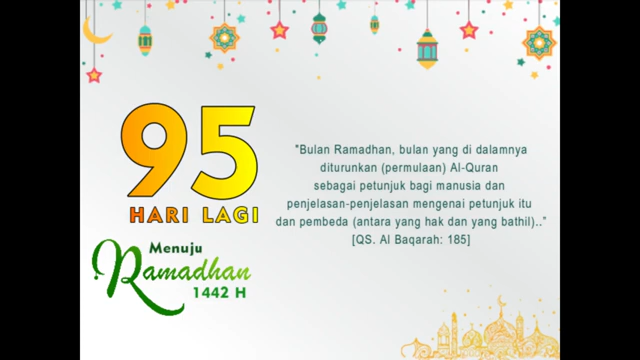 95
HARI LAGI
Menuju
Ramadhan
1442 H
"Bulan Ramadhan, bulan yang di dalamnya
diturunkan (permulaan) Al-Quran
sebagai petunjuk bagi manusia dan
penjelasan-penjelasan mengenai petunjuk itu
dan pembeda (antara yang hak dan yang bathil).."
[QS. Al Baqarah: 185]